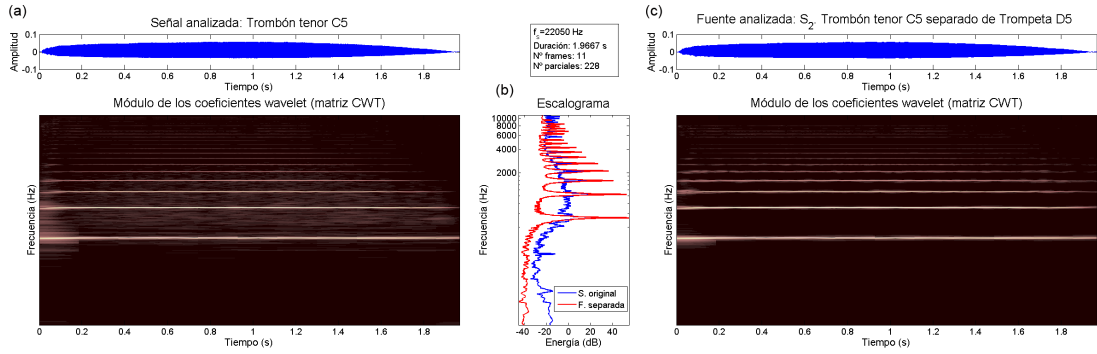 (a)
Señal analizada: Trombón tenor C5
Amplitud
0.1
0
-0.1
0 0.2 0.4 0.6 0.8 1 1.2 1.4 1.6 1.8
Tiempo (s)
Módulo de los coeficientes wavelet (matriz CWT)
Frecuencia (Hz)
0 0.2 0.4 0.6 0.8 1 1.2 1.4 1.6 1.8
Tiempo (s)
fs=22050 Hz
Duración: 1.9667 s
Nº frames: 11
Nº parciales: 228
(b)
Escalograma
Frecuencia (Hz)
10000
8000
6000
4000
2000
S. original
F. separada
-40 -20 0 20 40
Energía (dB)
(c)
Fuente analizada: S2. Trombón tenor C5 separado de Trompeta D5
Amplitud
0.1
0
-0.1
0 0.2 0.4 0.6 0.8 1 1.2 1.4 1.6 1.8
Tiempo (s)
Módulo de los coeficientes wavelet (matriz CWT)
Frecuencia (Hz)
0 0.2 0.4 0.6 0.8 1 1.2 1.4 1.6 1.8
Tiempo (s)